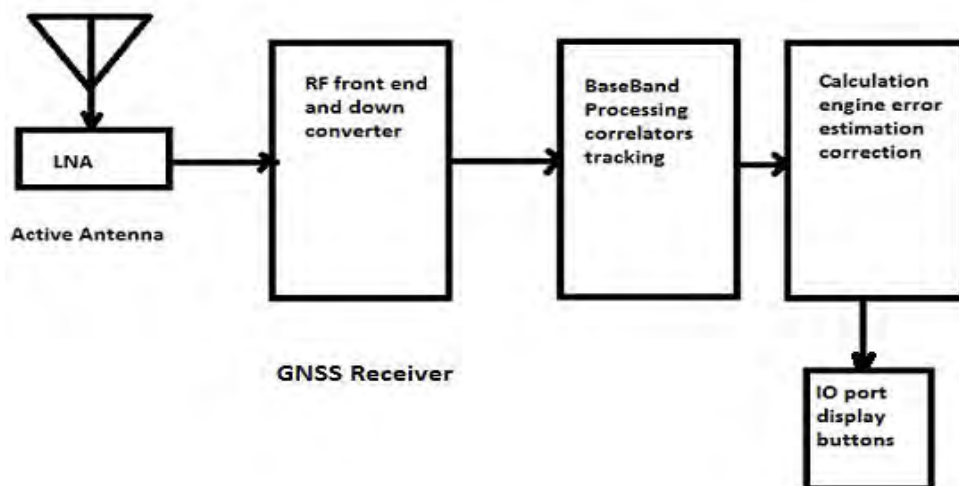 LNA
Active Antenna
RF front end
and down
converter
BaseBand
Processing
correlators
tracking
Calculation
engine error
estimation
correction
GNSS Receiver
IO port
display
buttons